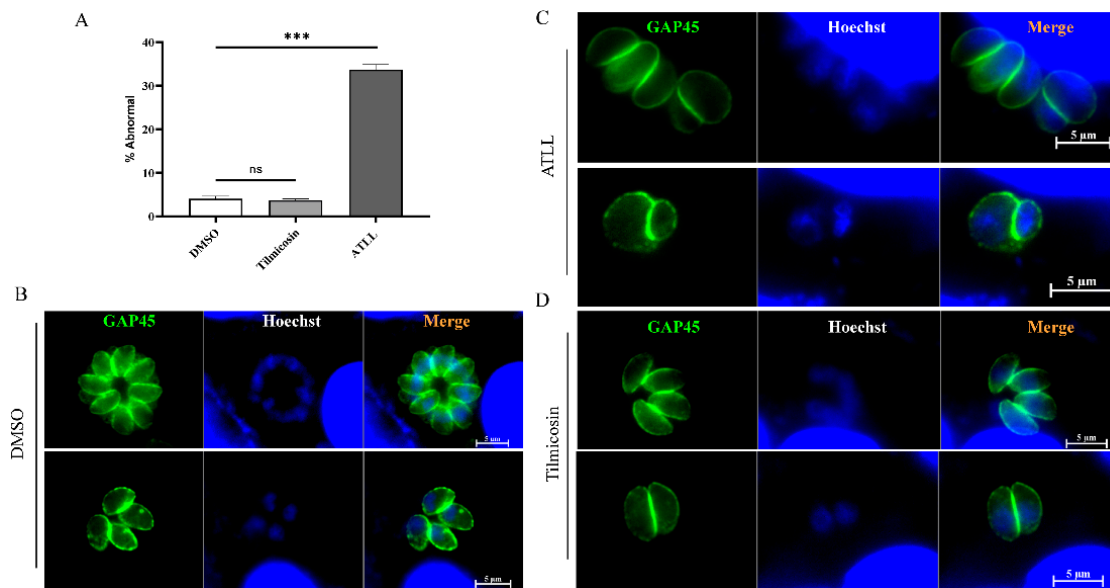 A
***
ns
% Abnormal
40
30
20
10
0
DMSO
Tilmicosin
ATLL
B
DMSO
GAP45 Hoechst Merge
5 µm
5 µm
C
ATLL
GAP45 Hoechst Merge
5 µm
5 µm
D
Tilmicosin
GAP45 Hoechst Merge
5 µm
5 µm